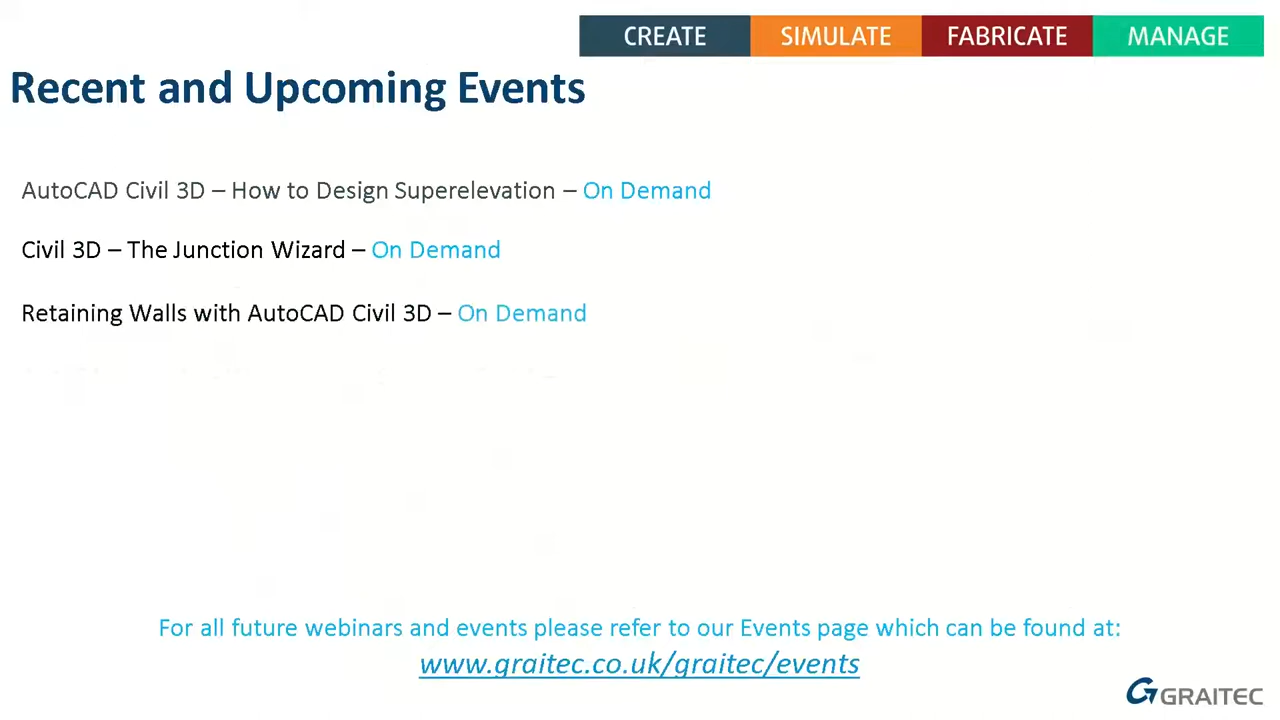 CREATE SIMULATE FABRICATE MANAGE
Recent and Upcoming Events
AutoCAD Civil 3D – How to Design Superelevation – On Demand
Civil 3D – The Junction Wizard – On Demand
Retaining Walls with AutoCAD Civil 3D – On Demand
For all future webinars and events please refer to our Events page which can be found at:
www.graitec.co.uk/graitec/events
GRAITEC